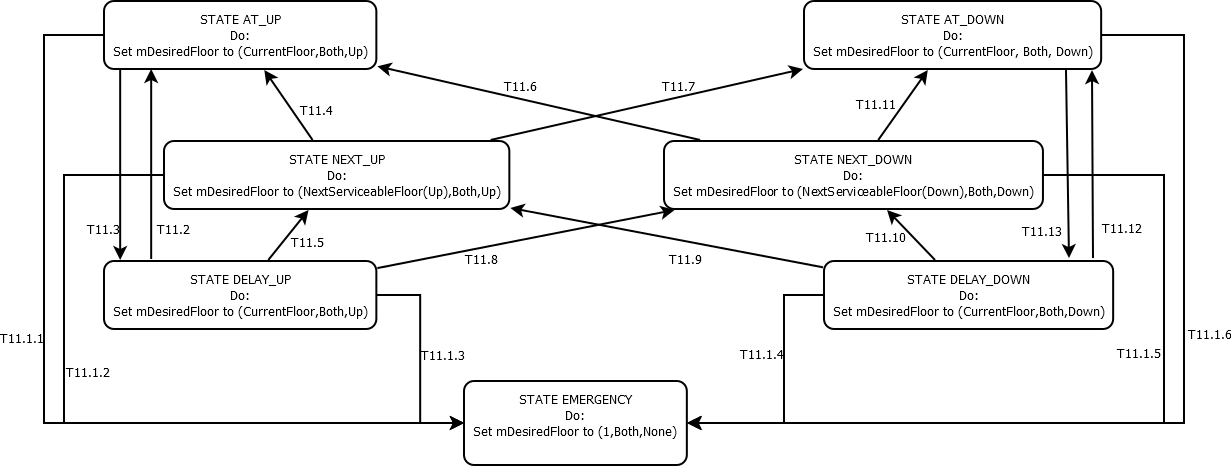 STATE AT_UP
Do:
Set mDesiredFloor to (CurrentFloor,Both,Up)
STATE AT_DOWN
Do:
Set mDesiredFloor to (CurrentFloor, Both, Down)
T11.6
T11.7
T11.4
T11.11
STATE NEXT_UP
Do:
Set mDesiredFloor to (NextServiceableFloor(Up),Both,Up)
STATE NEXT_DOWN
Do:
Set mDesiredFloor to (NextServiceableFloor(Down),Both,Down)
T11.3
T11.2
T11.5
T11.8
T11.9
T11.10
T11.13
T11.12
STATE DELAY_UP
Do:
Set mDesiredFloor to (CurrentFloor,Both,Up)
STATE DELAY_DOWN
Do:
Set mDesiredFloor to (CurrentFloor,Both,Down)
T11.1.1
T11.1.2
T11.1.3
T11.1.4
T11.1.5
T11.1.6
STATE EMERGENCY
Do:
Set mDesiredFloor to (1,Both,None)